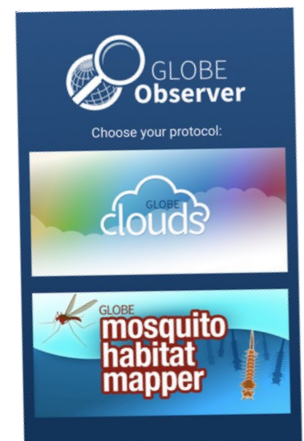 GLOBE
Observer
Choose your protocol:
GLOBE
clouds
GLOBE
mosquito
habitat
mapper